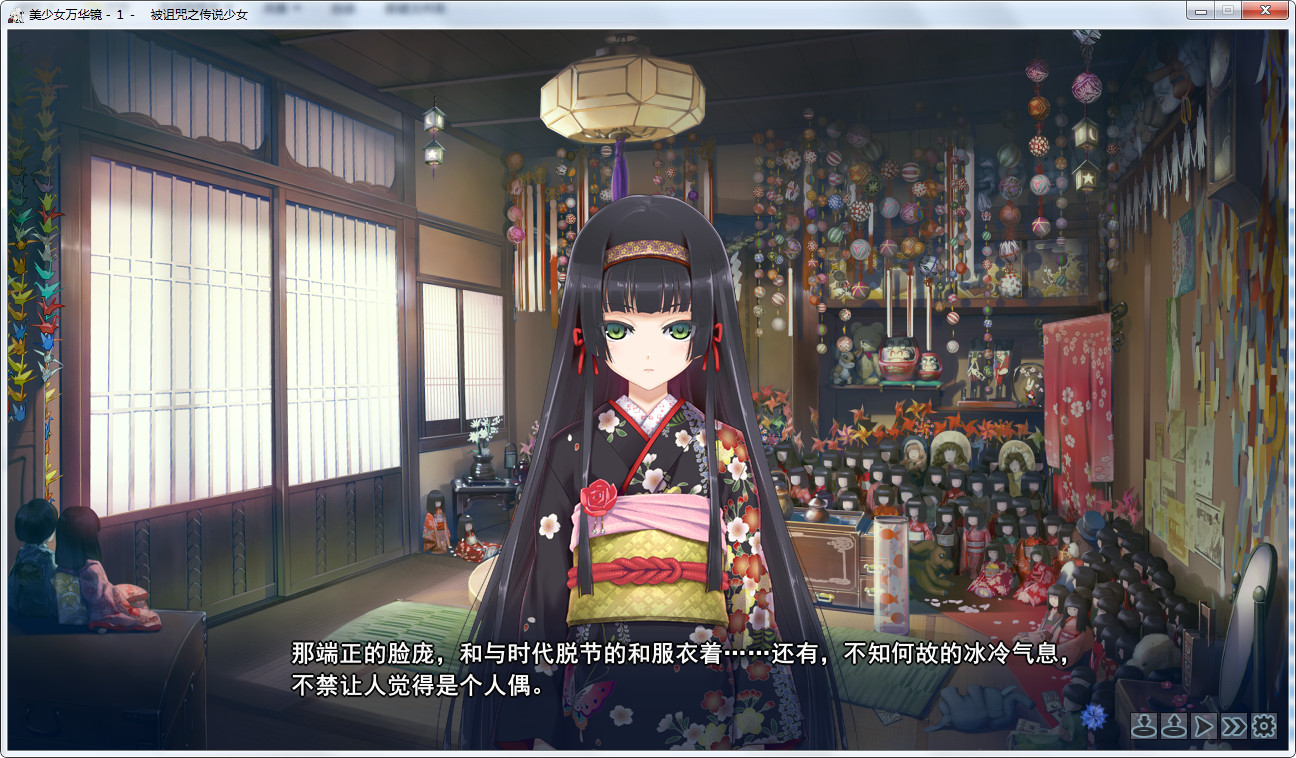 美少女万华镜 - 1 -    被诅咒之传说少女
那端正的脸庞，和与时代脱节的和服衣着……还有，不知何故的冰冷气息，
不禁让人觉得是个人偶。